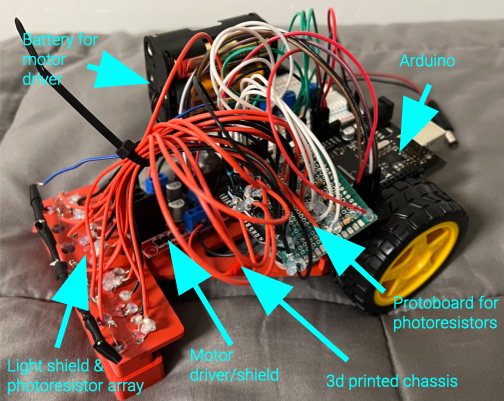 Battery for
motor
driver
Arduino
Protoboard for
photoresistors
Light shield &
photoresistor array
Motor
driver/shield
3d printed chassis